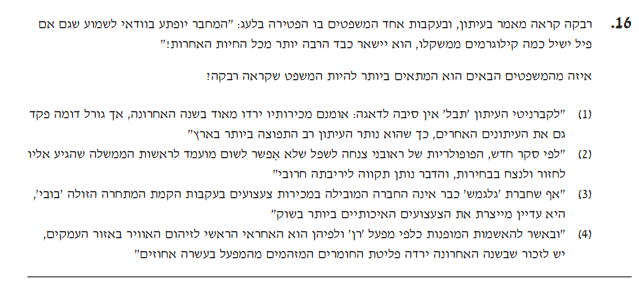 16. רבקה קראה מאמר בעיתון, ובעקבות אחד המשפטים בו הפטירה בלעג: "המחבר יופתע בוודאי לשמוע שגם אם
פיל ישיל כמה קילוגרמים ממשקלו, הוא יישאר כבד הרבה יותר מכל החיות האחרות!"
איזה מהמשפטים הבאים הוא המתאים ביותר להיות המשפט שקראה רבקה?
(1) "לקברניטי העיתון 'תבל' אין סיבה לדאגה: אומנם מכירותיו ירדו מאוד בשנה האחרונה, אך גורל דומה פקד
גם את העיתונים האחרים, כך שהוא נותר העיתון רב התפוצה ביותר בארץ"
(2) "לפי סקר חדש, הפופולריות של ראובני צנחה לשפל שלא אִפשר לשום מועמד לראשות הממשלה שהגיע אליו
לחזור ולנצח בבחירות, והדבר נותן תקווה ליריבתה חרובי"
(3) "אף שחברת 'גלגמש' כבר אינה החברה המובילה במכירות צעצועים בעקבות הקמת המתחרה הזולה 'בובי',
היא עדיין מייצרת את הצעצועים האיכותיים ביותר בשוק"
(4) "ובאשר להאשמות המופנות כלפי מפעל 'רן' ולפיהן הוא האחראי הראשי לזיהום האוויר באזור העמקים,
יש לזכור שבשנה האחרונה ירדה פליטת החומרים המזהמים מהמפעל בעשרה אחוזים"